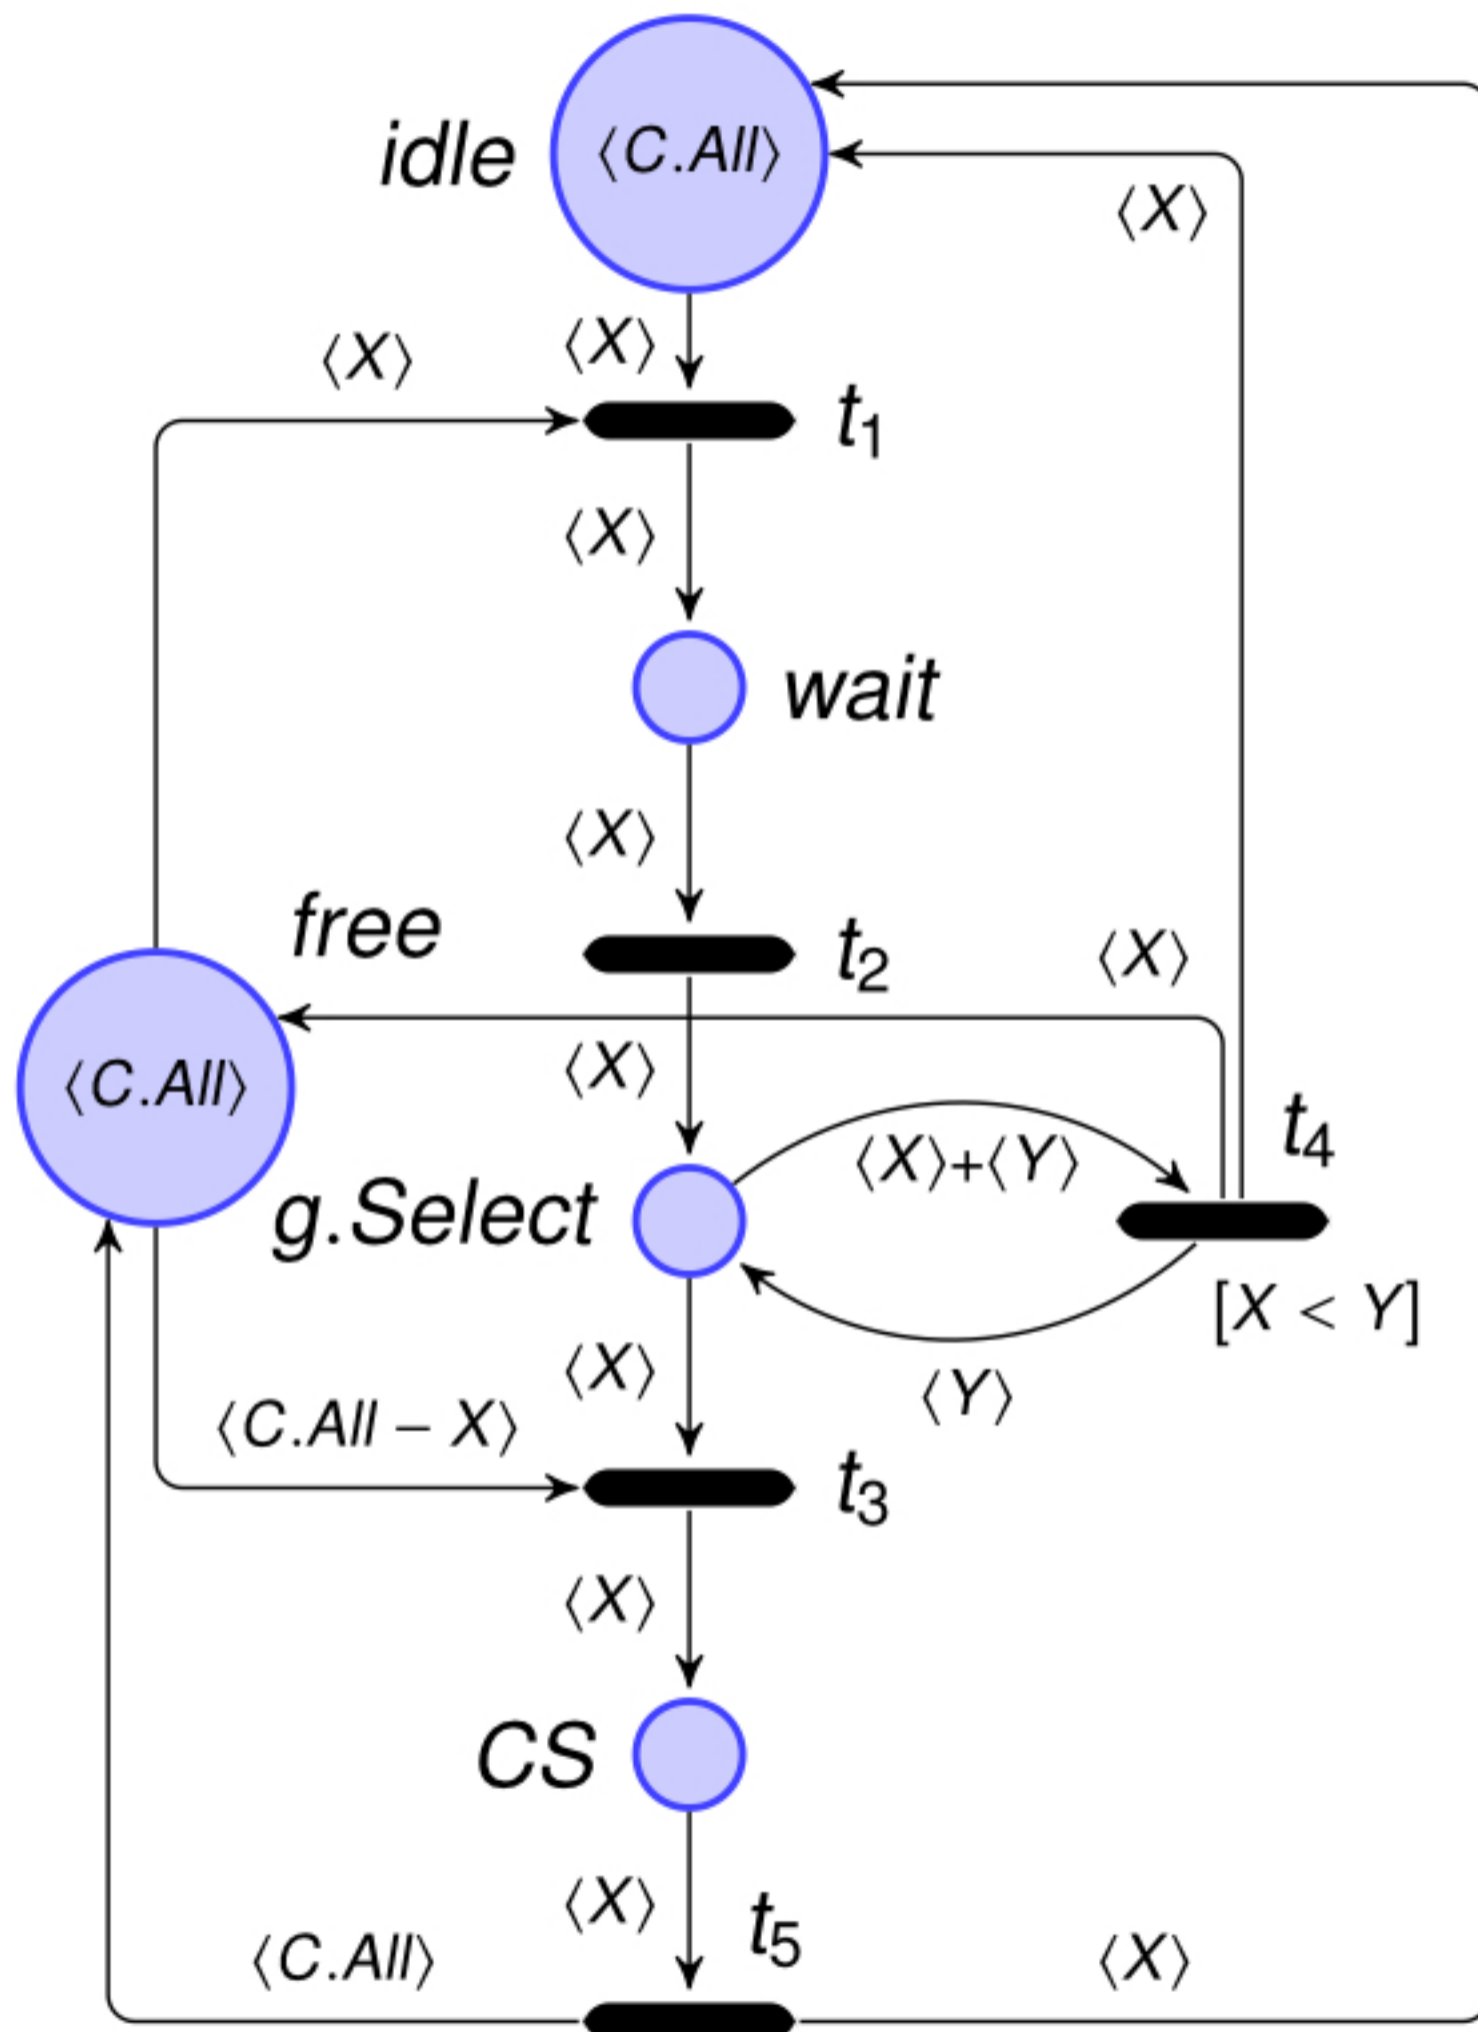 idle
⟨C.All⟩
⟨X⟩
⟨X⟩
⟨X⟩
t1
⟨X⟩
wait
⟨X⟩
free
t2
⟨X⟩
⟨C.All⟩
⟨X⟩
t4
⟨X⟩+⟨Y⟩
g.Select
[X < Y]
⟨X⟩
⟨Y⟩
⟨C.All − X⟩
t3
⟨X⟩
CS
⟨X⟩
t5
⟨C.All⟩
⟨X⟩